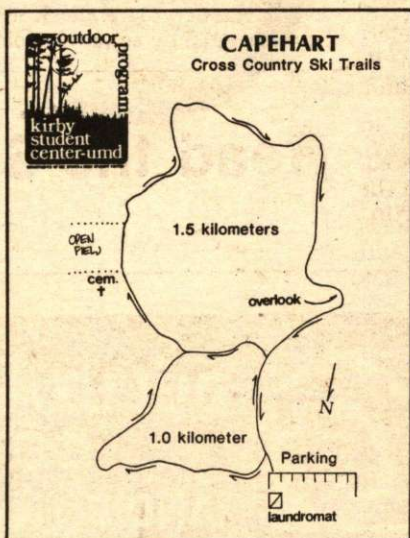 outdoor
program
kirby
student
center-umd
CAPEHART
Cross Country Ski Trails
1.5 kilometers
OPEN
FIELD
cem.
overlook
N
1.0 kilometer
Parking
laundromat